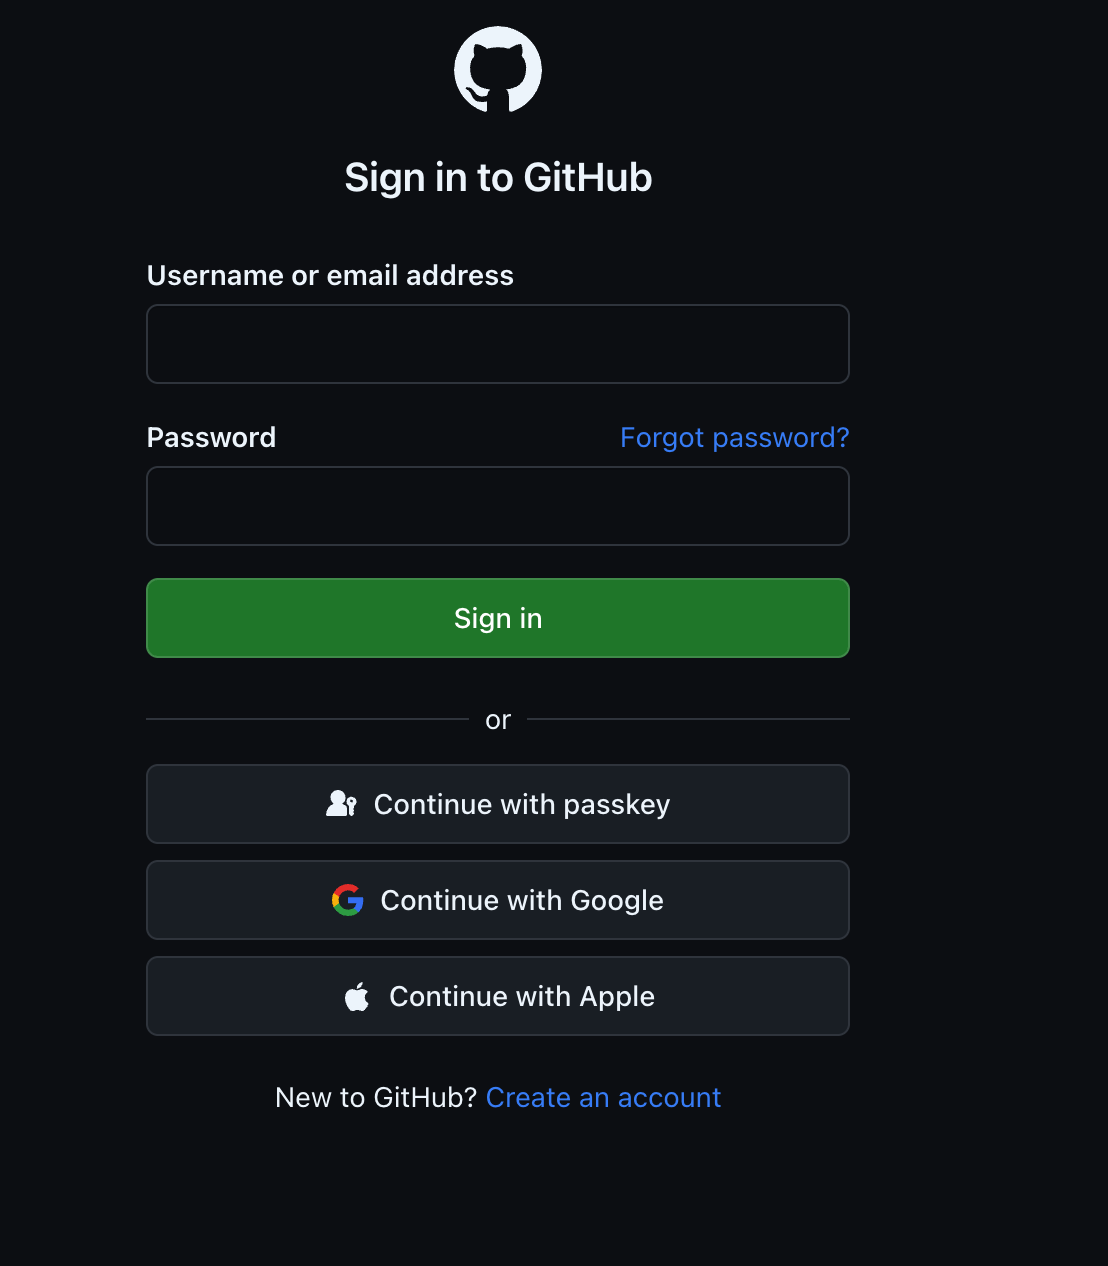 Sign in to GitHub
Username or email address
Password Forgot password?
Sign in
or
Continue with passkey
Continue with Google
Continue with Apple
New to GitHub? Create an account